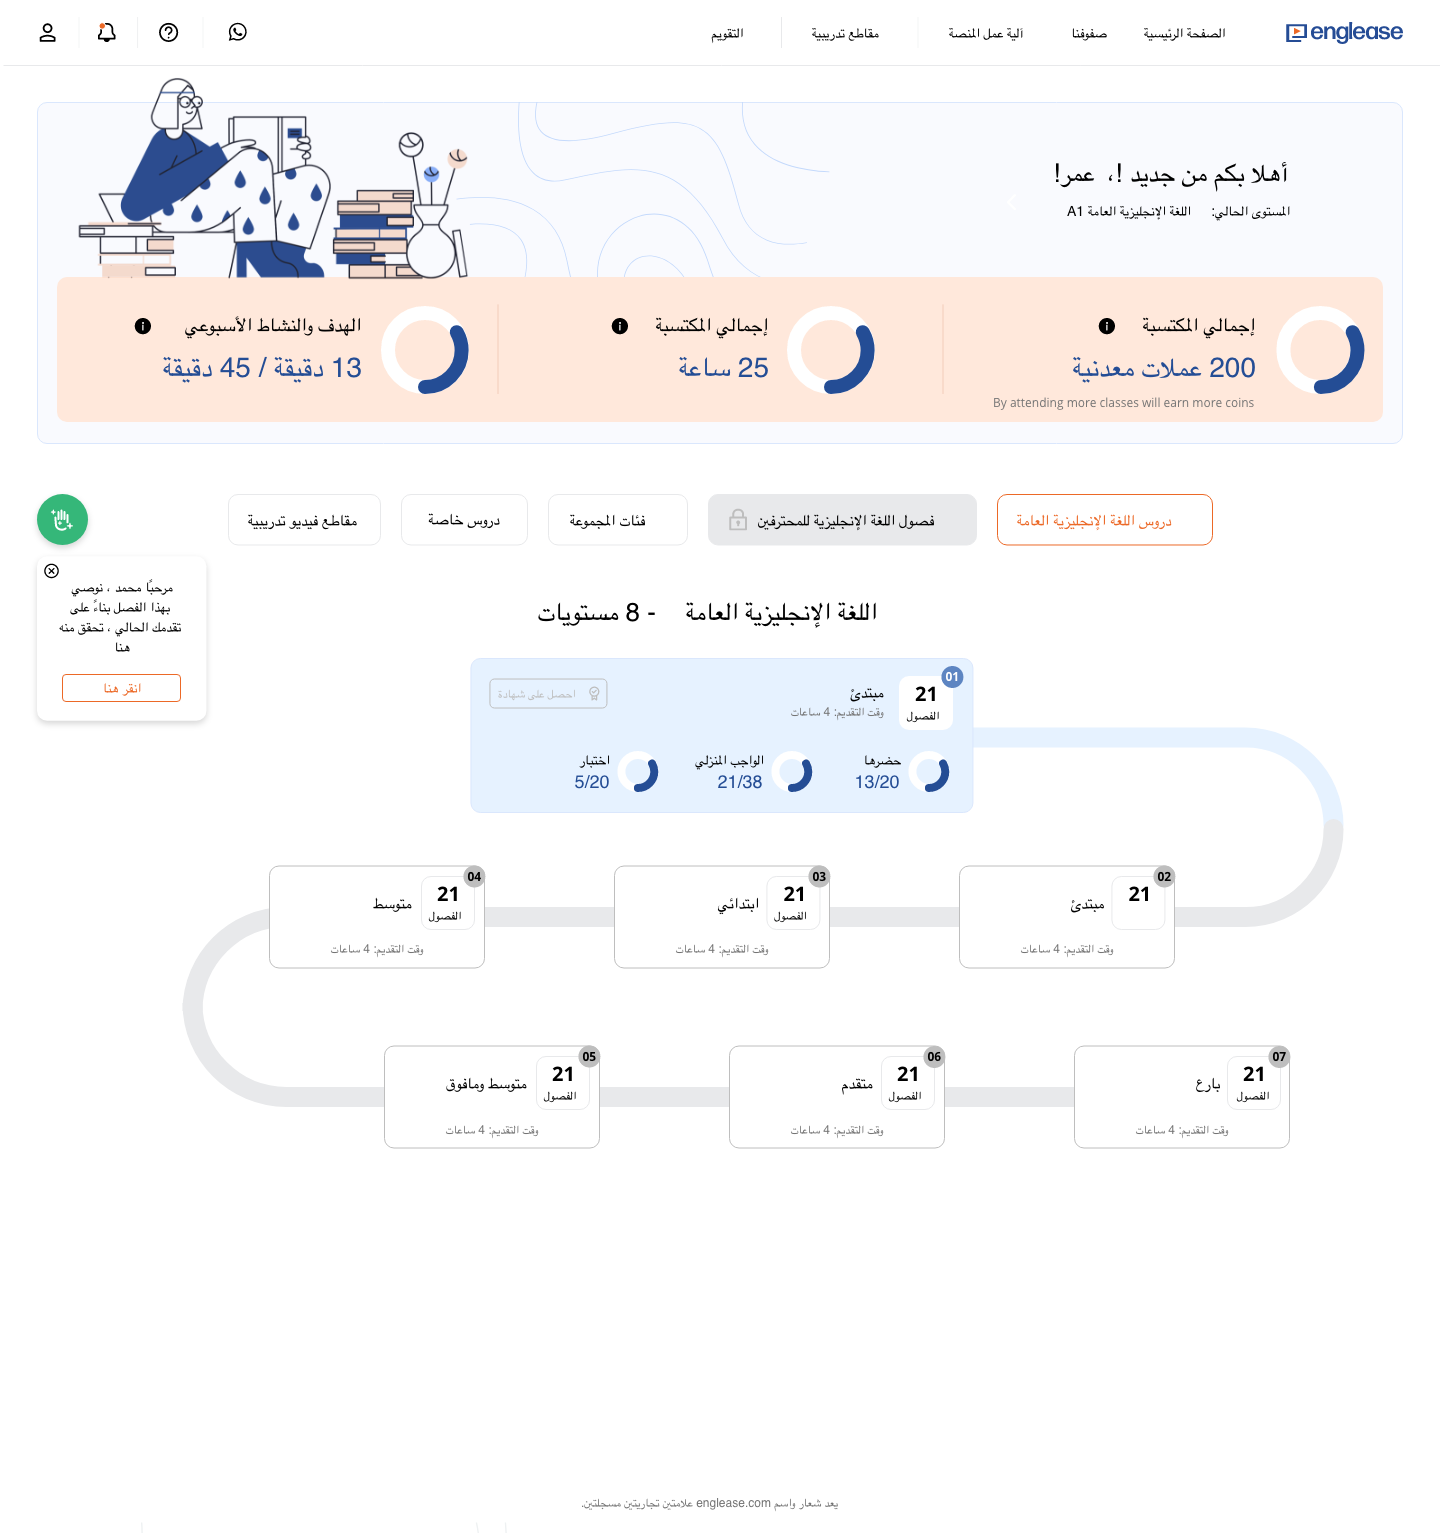 englease
الصفحة الرئيسية
صفوفنا
آلية عمل المنصة
مقاطع تدريبية
التقويم
أهلا بكم من جديد !، عمر!
المستوى الحالي: اللغة الإنجليزية العامة A1
إجمالي المكتسبة
200 عملات معدنية
By attending more classes will earn more coins
إجمالي المكتسبة
25 ساعة
الهدف والنشاط الأسبوعي
13 دقيقة / 45 دقيقة
دروس اللغة الإنجليزية العامة
فصول اللغة الإنجليزية للمحترفين
فئات المجموعة
دروس خاصة
مقاطع فيديو تدريبية
مرحبًا محمد ، نوصي
بهذا الفصل بناءً على
تقدمك الحالي ، تحقق منه
هنا
انقر هنا
اللغة الإنجليزية العامة - 8 مستويات
01
21
الفصول
مبتدئ
وقت التقديم: 4 ساعات
احصل على شهادة
حضرها
13/20
الواجب المنزلي
21/38
اختبار
5/20
02
21
مبتدئ
وقت التقديم: 4 ساعات
03
21
الفصول
ابتدائي
وقت التقديم: 4 ساعات
04
21
الفصول
متوسط
وقت التقديم: 4 ساعات
07
21
الفصول
بارع
وقت التقديم: 4 ساعات
06
21
الفصول
متقدم
وقت التقديم: 4 ساعات
05
21
الفصول
متوسط ومافوق
وقت التقديم: 4 ساعات
يعد شعار واسم englease.com علامتين تجاريتين مسجلتين.